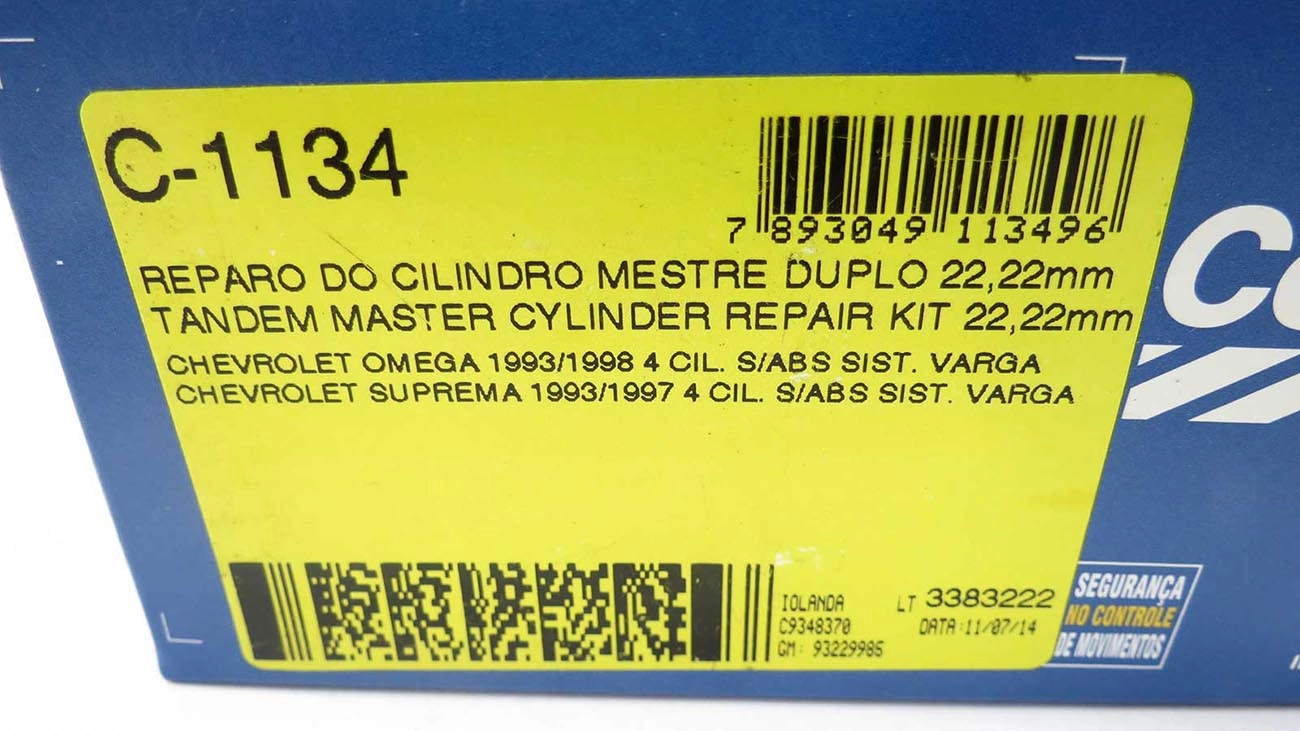 C-1134
7 893049 113496
REPARO DO CILINDRO MESTRE DUPLO 22,22mm
TANDEM MASTER CYLINDER REPAIR KIT 22,22mm
CHEVROLET OMEGA 1993/1998 4 CIL. S/ABS SIST. VARGA
CHEVROLET SUPREMA 1993/1997 4 CIL. S/ABS SIST. VARGA
IOLANDA LT 3383222
C9348370 DATA:11/07/14
GM: 93229985
SEGURANÇA
NO CONTROLE
DE MOVIMENTOS